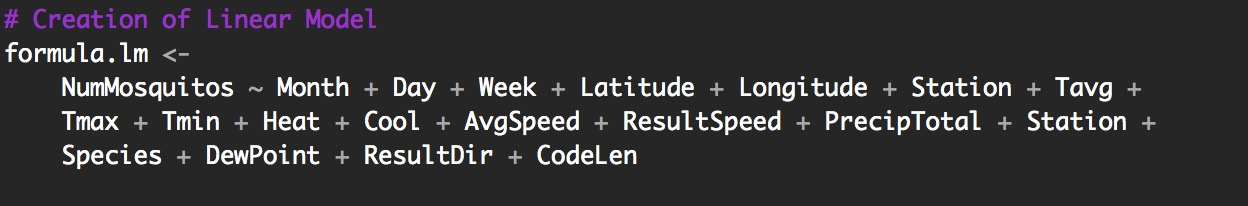 # Creation of Linear Model
formula.lm <-
NumMosquitos ~ Month + Day + Week + Latitude + Longitude + Station + Tavg +
Tmax + Tmin + Heat + Cool + AvgSpeed + ResultSpeed + PrecipTotal + Station +
Species + DewPoint + ResultDir + CodeLen